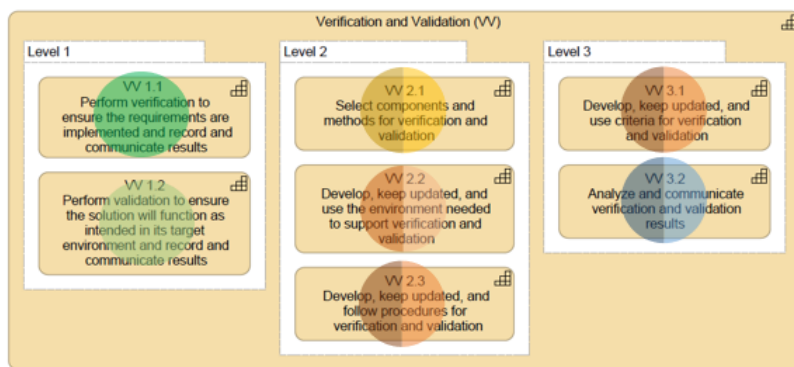 Verification and Validation (VV)
Level 1
VV 1.1
Perform verification to
ensure the requirements are
implemented and record and
communicate results
VV 1.2
Perform validation to ensure
the solution will function as
intended in its target
environment and record and
communicate results
Level 2
VV 2.1
Select components and
methods for verification and
validation
VV 2.2
Develop, keep updated, and
use the environment needed
to support verification and
validation
VV 2.3
Develop, keep updated, and
follow procedures for
verification and validation
Level 3
VV 3.1
Develop, keep updated, and
use criteria for verification
and validation
VV 3.2
Analyze and communicate
verification and validation
results